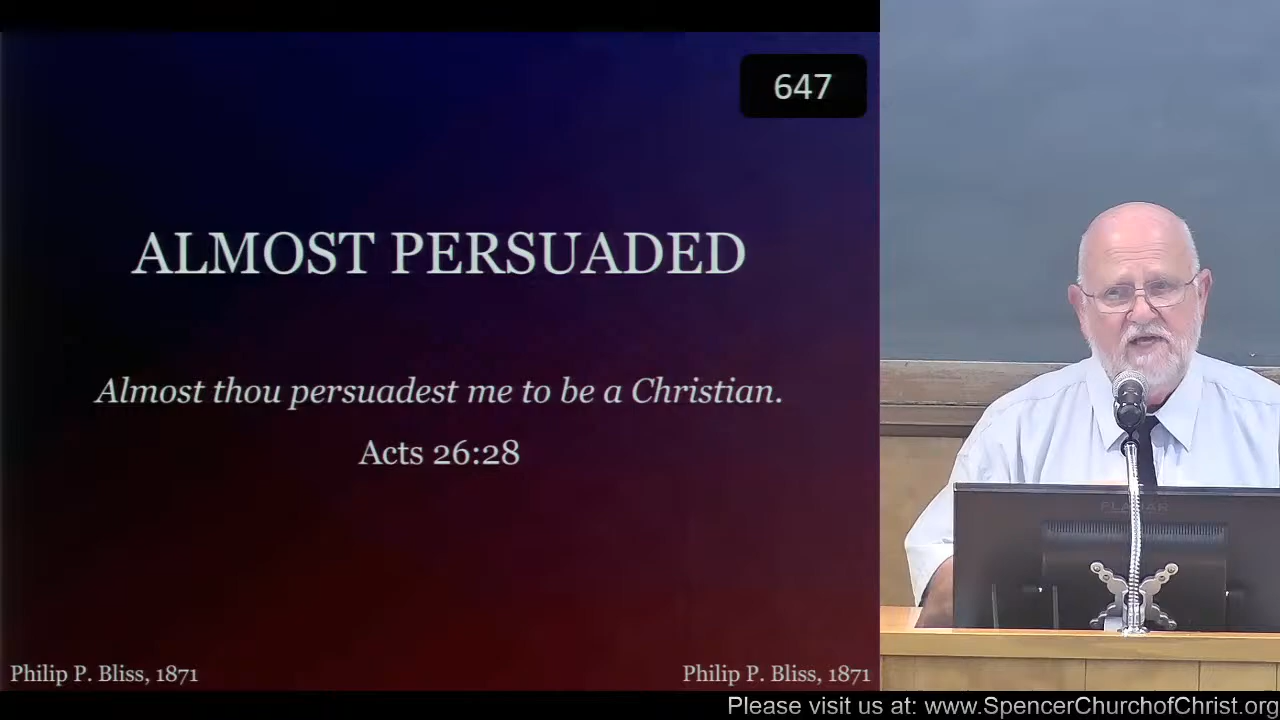 647
ALMOST PERSUADED
Almost thou persuadest me to be a Christian.
Acts 26:28
Philip P. Bliss, 1871
Philip P. Bliss, 1871
Please visit us at: www.SpencerChurchofChrist.org